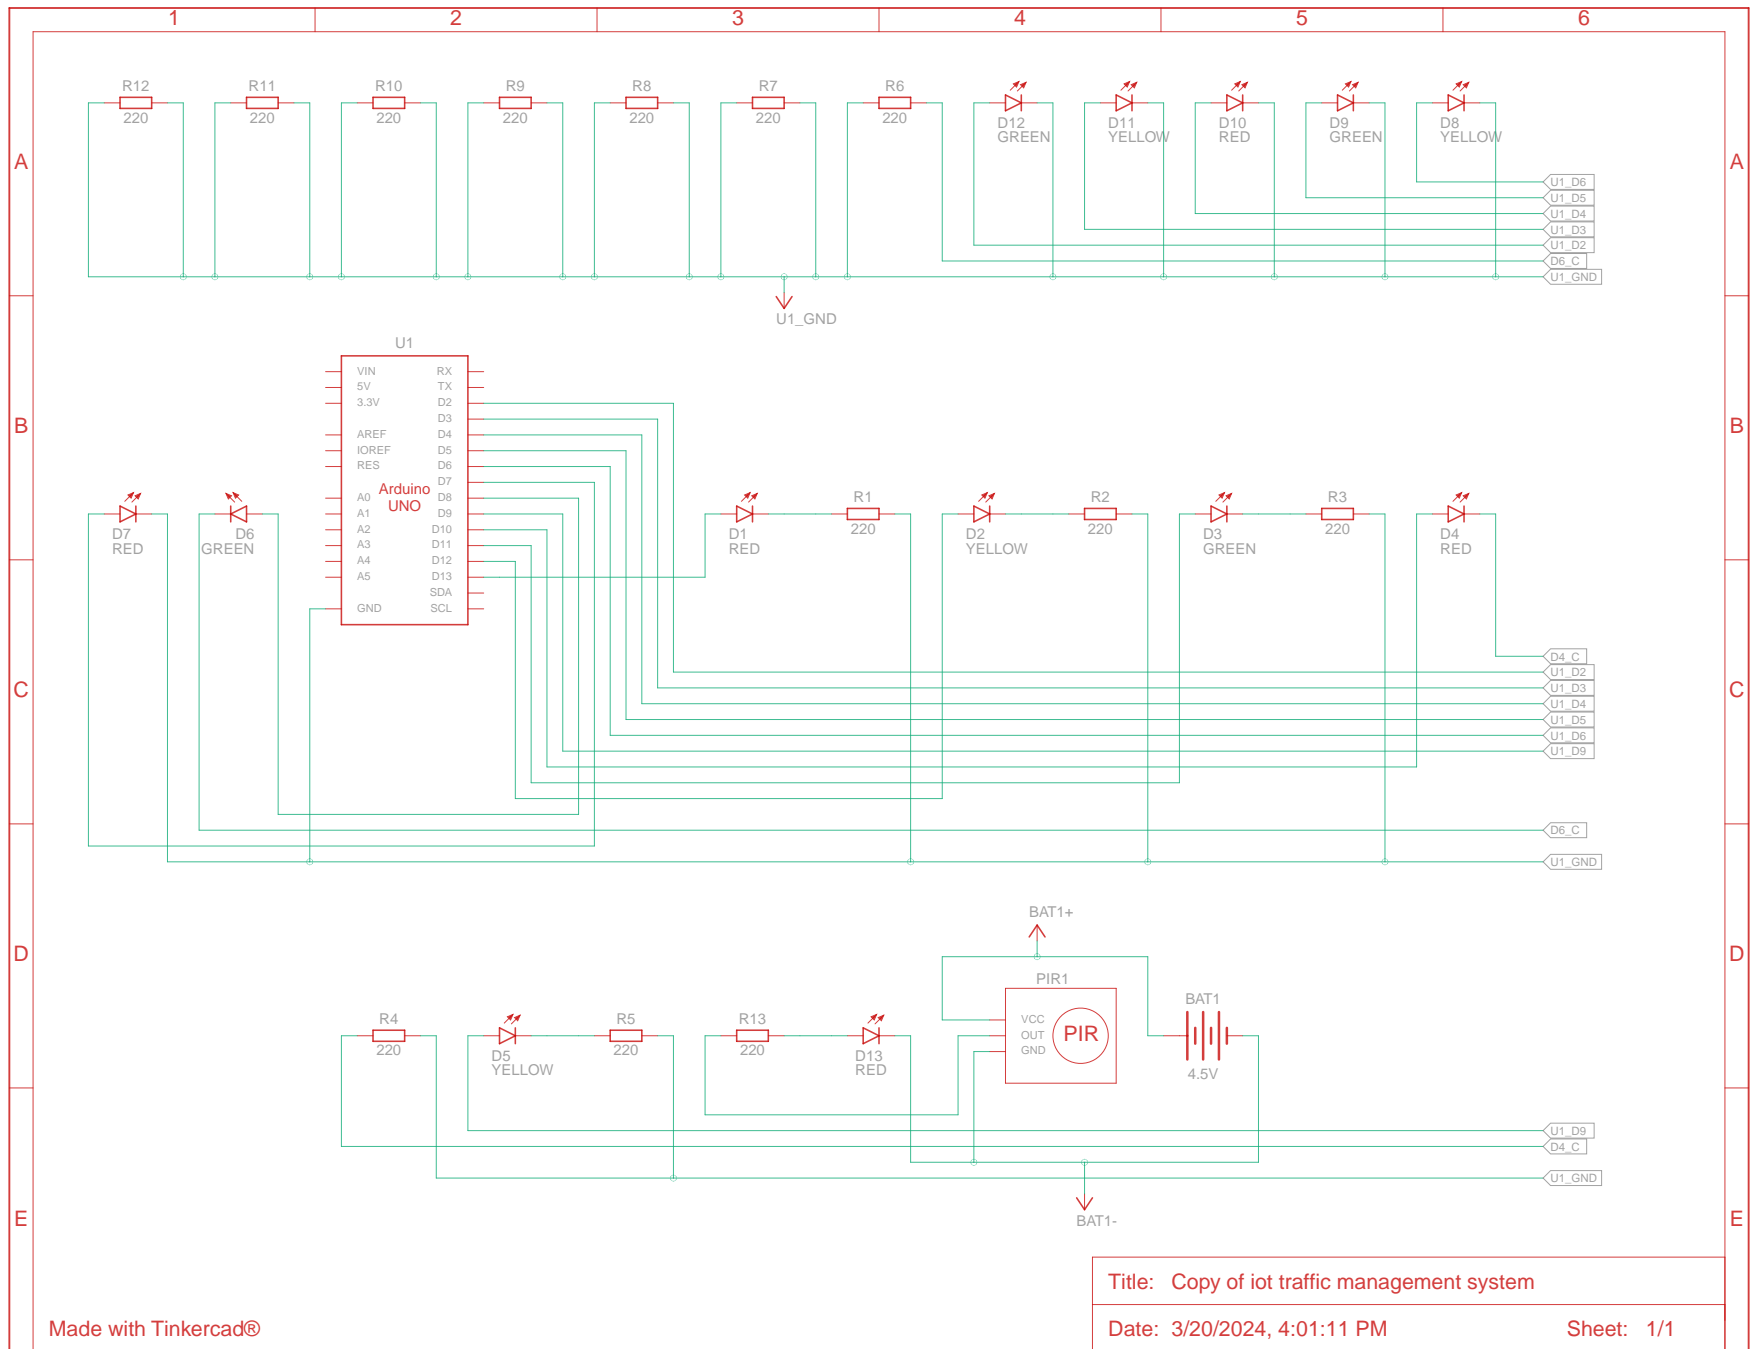 1 2 3 4 5 6
R12 R11 R10 R9 R8 R7 R6
220 220 220 220 220 220 220
D12 D11 D10 D9 D8
GREEN YELLOW RED GREEN YELLOW
A A
U1_D6
U1_D5
U1_D4
U1_D3
U1_D2
D6_C
U1_GND
U1_GND
U1
VIN RX
5V TX
3.3V D2
D3
B B
AREF D4
IOREF D5
RES D6
D7
Arduino
UNO
A0 D8
A1 D9
A2 D10
A3 D11
A4 D12
A5 D13
SDA
GND SCL
R1 R2 R3
D7 D6 D1 220 D2 220 D3 220 D4
RED GREEN RED YELLOW GREEN RED
D4_C
U1_D2
C C
U1_D3
U1_D4
U1_D5
U1_D6
U1_D9
D6_C
U1_GND
BAT1+
D D
PIR1
BAT1
R4 R5 R13
VCC
OUT
GND
PIR
220 D5 220 220 D13
YELLOW RED
4.5V
U1_D9
D4_C
U1_GND
E E
BAT1-
Title: Copy of iot traffic management system
Made with Tinkercad®
Date: 3/20/2024, 4:01:11 PM Sheet: 1/1